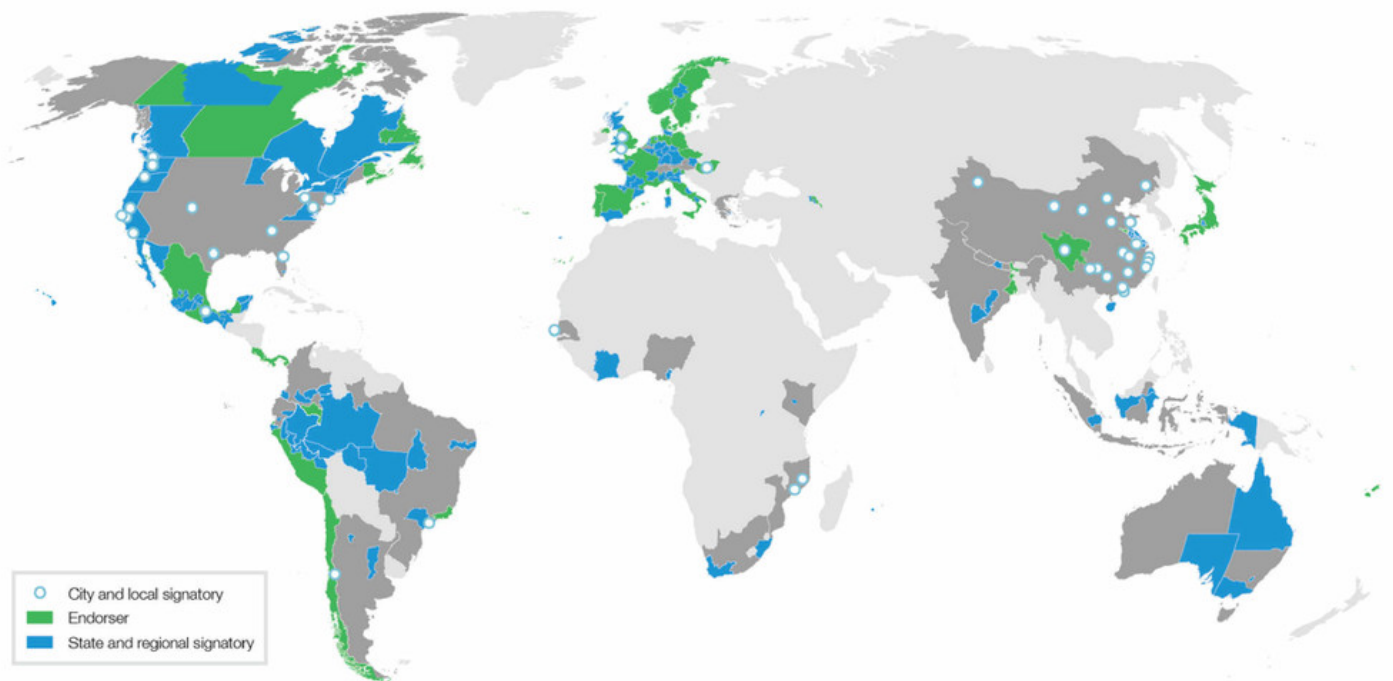 City and local signatory
Endorser
State and regional signatory